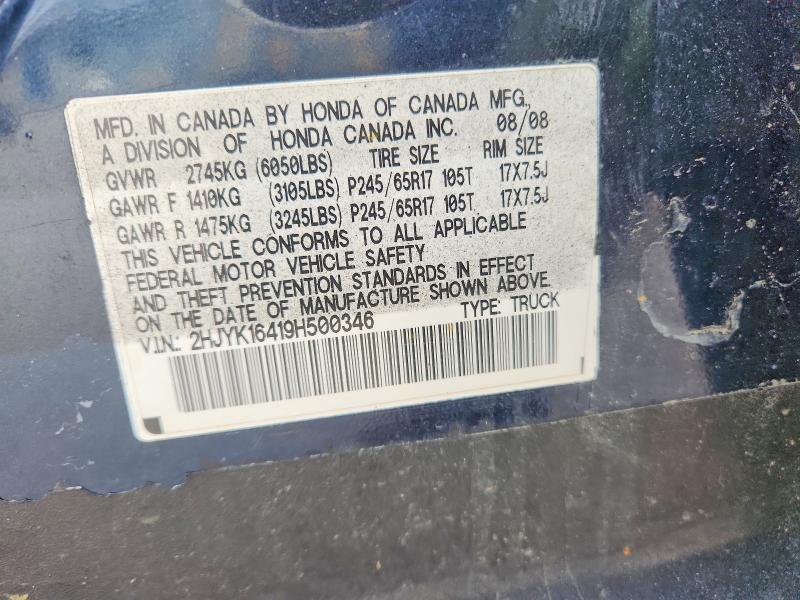 MFD. IN CANADA BY HONDA OF CANADA MFG.,
A DIVISION OF HONDA CANADA INC. 08/08
GVWR 2745KG (6050LBS) TIRE SIZE RIM SIZE
GAWR F 1410KG (3105LBS) P245/65R17 105T 17X7.5J
GAWR R 1475KG (3245LBS) P245/65R17 105T 17X7.5J
THIS VEHICLE CONFORMS TO ALL APPLICABLE
FEDERAL MOTOR VEHICLE SAFETY
AND THEFT PREVENTION STANDARDS IN EFFECT
ON THE DATE OF MANUFACTURE SHOWN ABOVE.
V.I.N.: 2HJYK16419H500346 TYPE: TRUCK